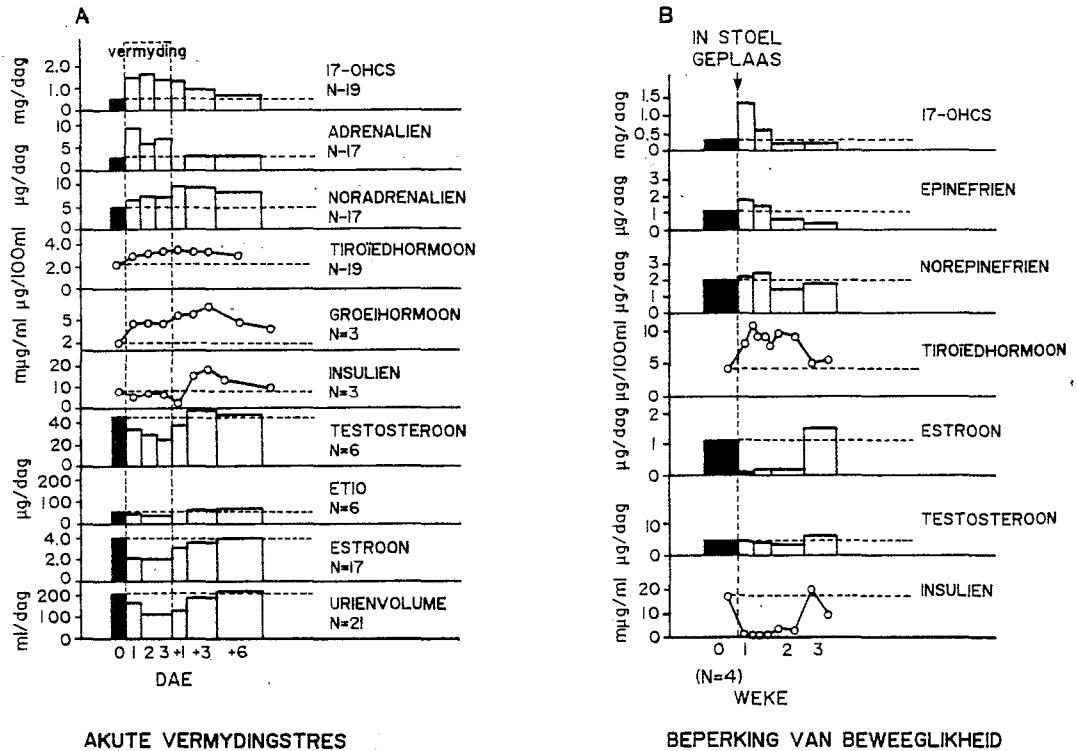 A
vermyding
mg/dag
2.0
1.0
0
17-OHCS
N-19
µg/dag
10
5
0
ADRENALIEN
N-17
10
5
0
NORADRENALIEN
N-17
µg/100ml
4.0
2.0
0
TIROÏEDHORMOON
N-19
mµg/ml
5
2
GROEIHORMOON
N=3
20
10
0
INSULIEN
N=3
40
20
0
TESTOSTEROON
N=6
µg/dag
200
100
0
ETIO
N=6
4.0
2.0
0
ESTROON
N=17
ml/dag
200
100
0
URIENVOLUME
N=21
0 1 2 3 +1 +3 +6
DAE
AKUTE VERMYDINGSTRES
B
IN STOEL
GEPLAAS
mg/dag
1.5
1.0
0.5
0
17-OHCS
µg/dag
3
2
1
0
EPINEFRIEN
µg/dag
3
2
1
0
NOREPINEFRIEN
µg/100ml
10
5
0
TIROÏEDHORMOON
µg/dag
2
1
0
ESTROON
µg/dag
10
0
TESTOSTEROON
mµg/ml
20
10
0
INSULIEN
0 1 2 3
(N=4)
WEKE
BEPERKING VAN BEWEEGLIKHEID